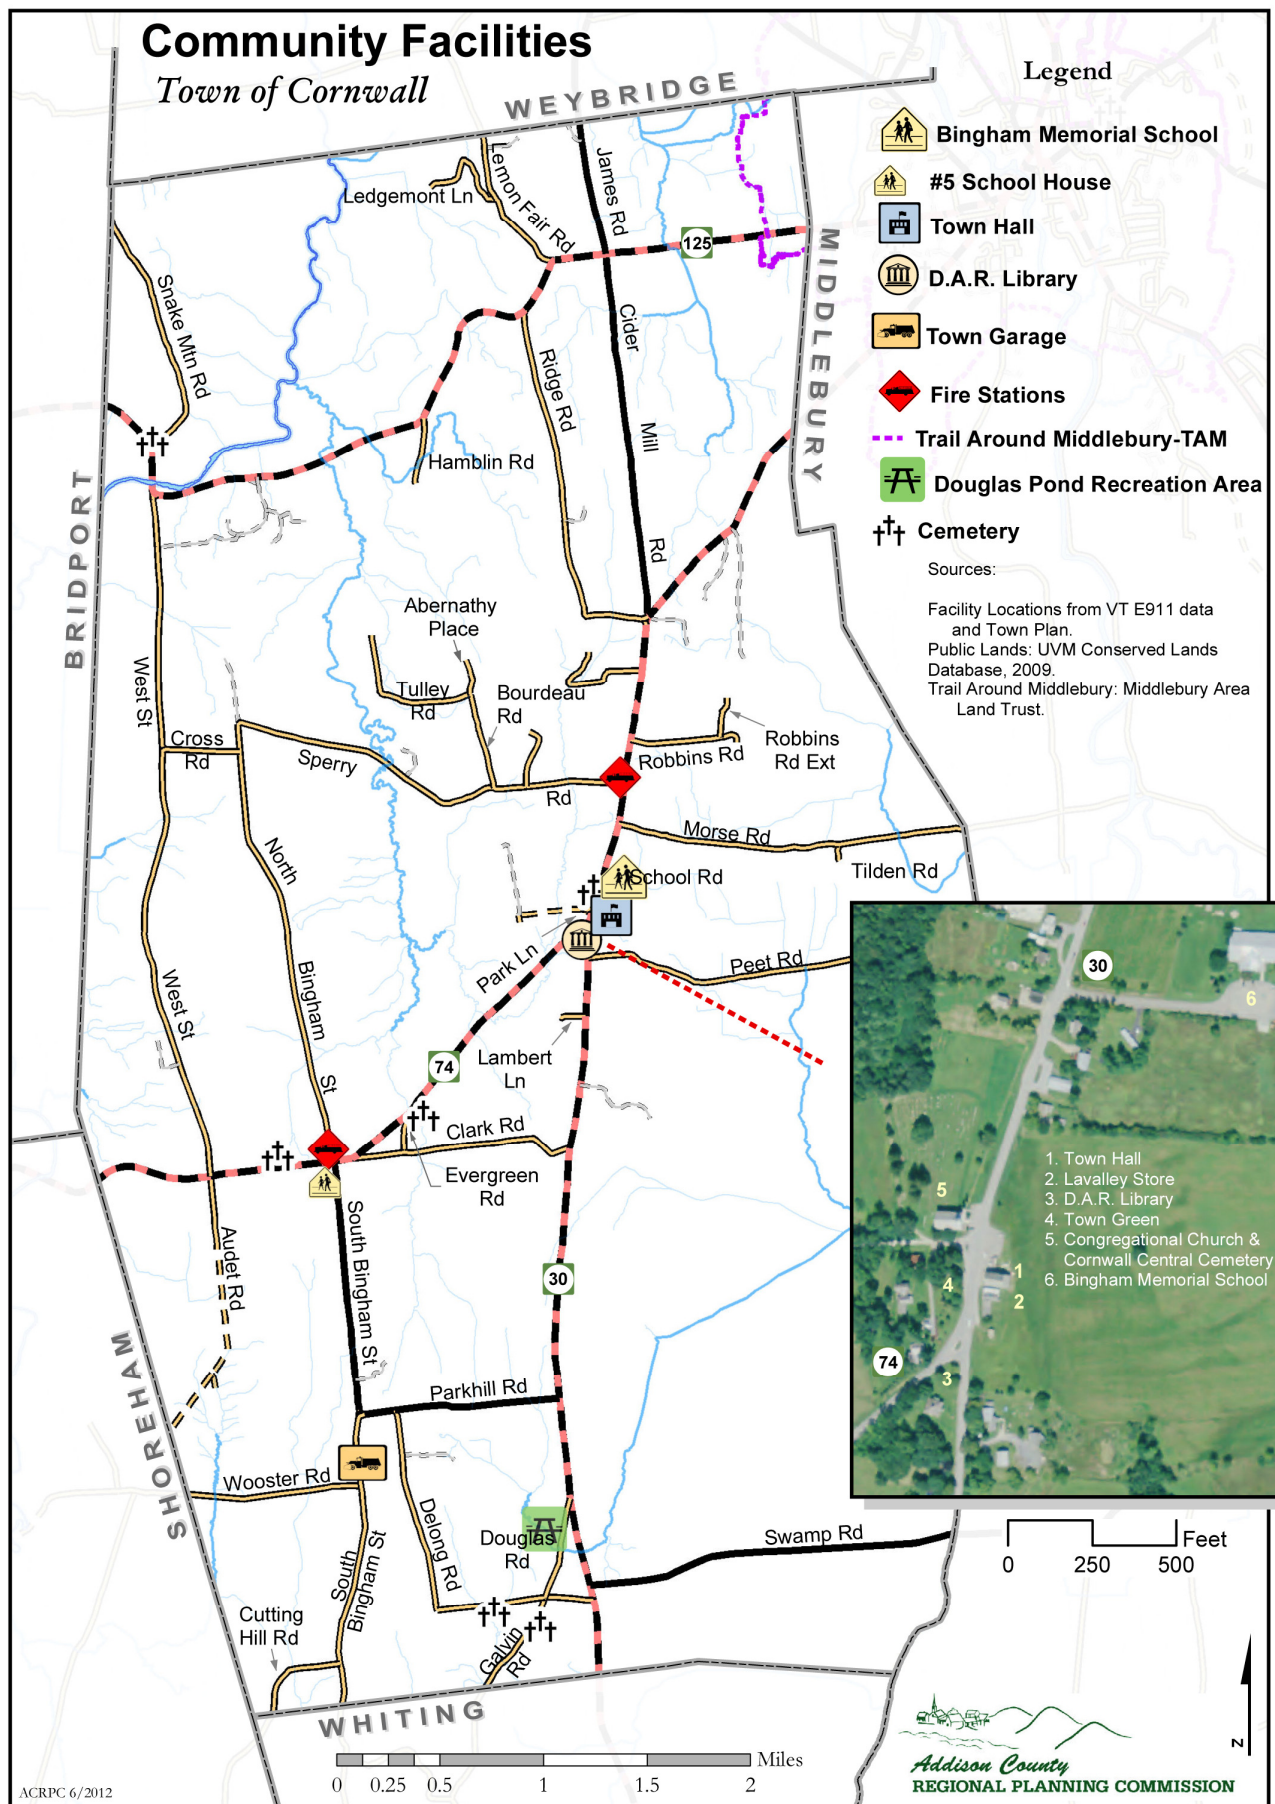 Community Facilities
Town of Cornwall
WEYBRIDGE
Legend
Bingham Memorial School
#5 School House
Town Hall
D.A.R. Library
Town Garage
Fire Stations
Trail Around Middlebury-TAM
Douglas Pond Recreation Area
Cemetery
Sources:
Facility Locations from VT E911 data
and Town Plan.
Public Lands: UVM Conserved Lands
Database, 2009.
Trail Around Middlebury: Middlebury Area
Land Trust.
MIDDLEBURY
BRIDPORT
SHOREHAM
WHITING
Lemon Fair Rd
James Rd
Ledgemont Ln
125
Snake Mtn Rd
Cider
Mill
Rd
Ridge Rd
Hamblin Rd
Abernathy
Place
Tulley
Rd
Bourdeau
Rd
West St
Cross
Rd
Sperry
Rd
Robbins Rd
Robbins
Rd Ext
Morse Rd
Tilden Rd
School Rd
North
Bingham
St
West St
Park Ln
Peet Rd
Lambert
Ln
74
Clark Rd
Evergreen
Rd
South Bingham St
Audet Rd
30
Parkhill Rd
Wooster Rd
Delong Rd
Douglas
Rd
Swamp Rd
South
Bingham St
Cutting
Hill Rd
Galvin
Rd
30
6
1. Town Hall
2. Lavalley Store
3. D.A.R. Library
4. Town Green
5. Congregational Church &
Cornwall Central Cemetery
6. Bingham Memorial School
5
1
4
2
74
3
Feet
0 250 500
Miles
0 0.25 0.5 1 1.5 2
N
Addison County
REGIONAL PLANNING COMMISSION
ACRPC 6/2012